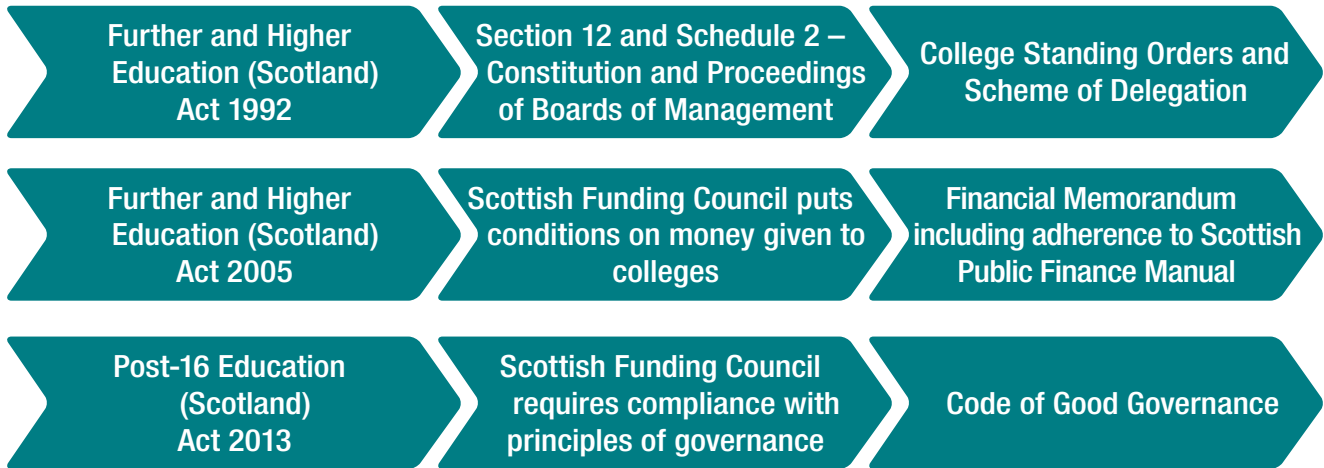 Further and Higher
Education (Scotland)
Act 1992
Section 12 and Schedule 2 –
Constitution and Proceedings
of Boards of Management
College Standing Orders and
Scheme of Delegation
Further and Higher
Education (Scotland)
Act 2005
Scottish Funding Council puts
conditions on money given to
colleges
Financial Memorandum
including adherence to Scottish
Public Finance Manual
Post-16 Education
(Scotland)
Act 2013
Scottish Funding Council
requires compliance with
principles of governance
Code of Good Governance